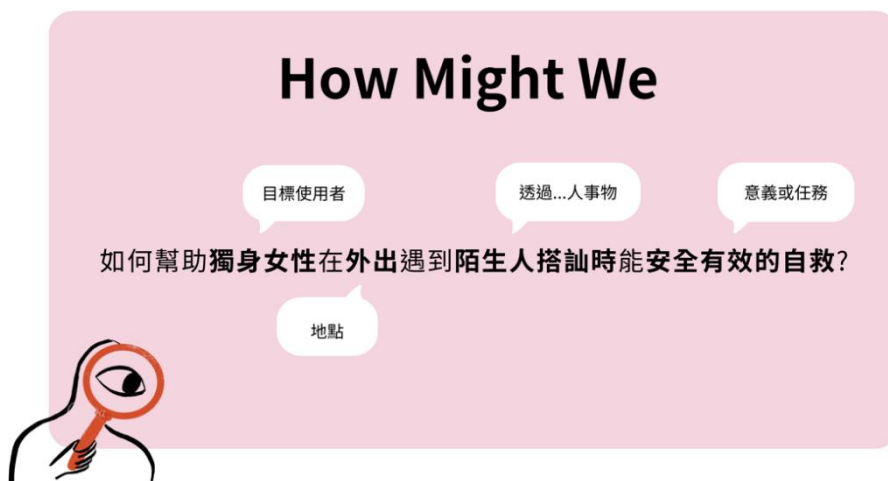 How Might We
目標使用者
透過...人事物
意義或任務
如何幫助獨身女性在外出遇到陌生人搭訕時能安全有效的自救?
地點